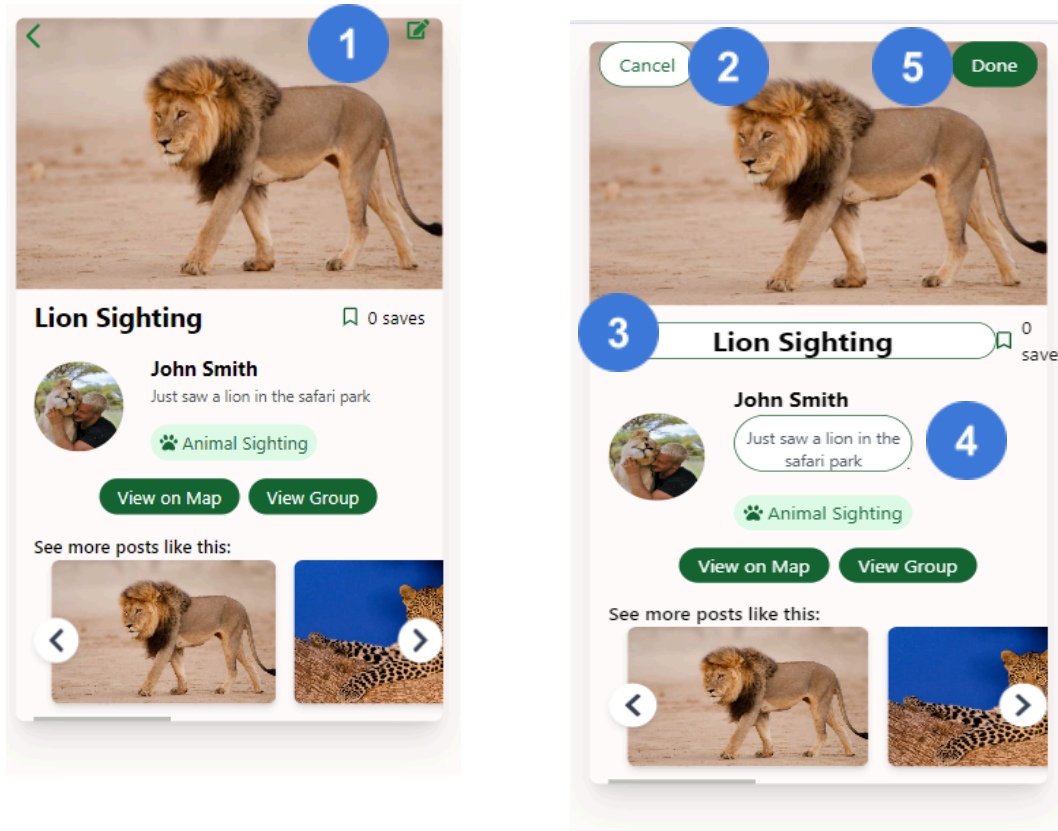 1
Lion Sighting
0 saves
John Smith
Just saw a lion in the safari park
Animal Sighting
View on Map
View Group
See more posts like this:
Cancel
2
5
Done
3
Lion Sighting
0
save
John Smith
Just saw a lion in the
safari park
4
Animal Sighting
View on Map
View Group
See more posts like this: